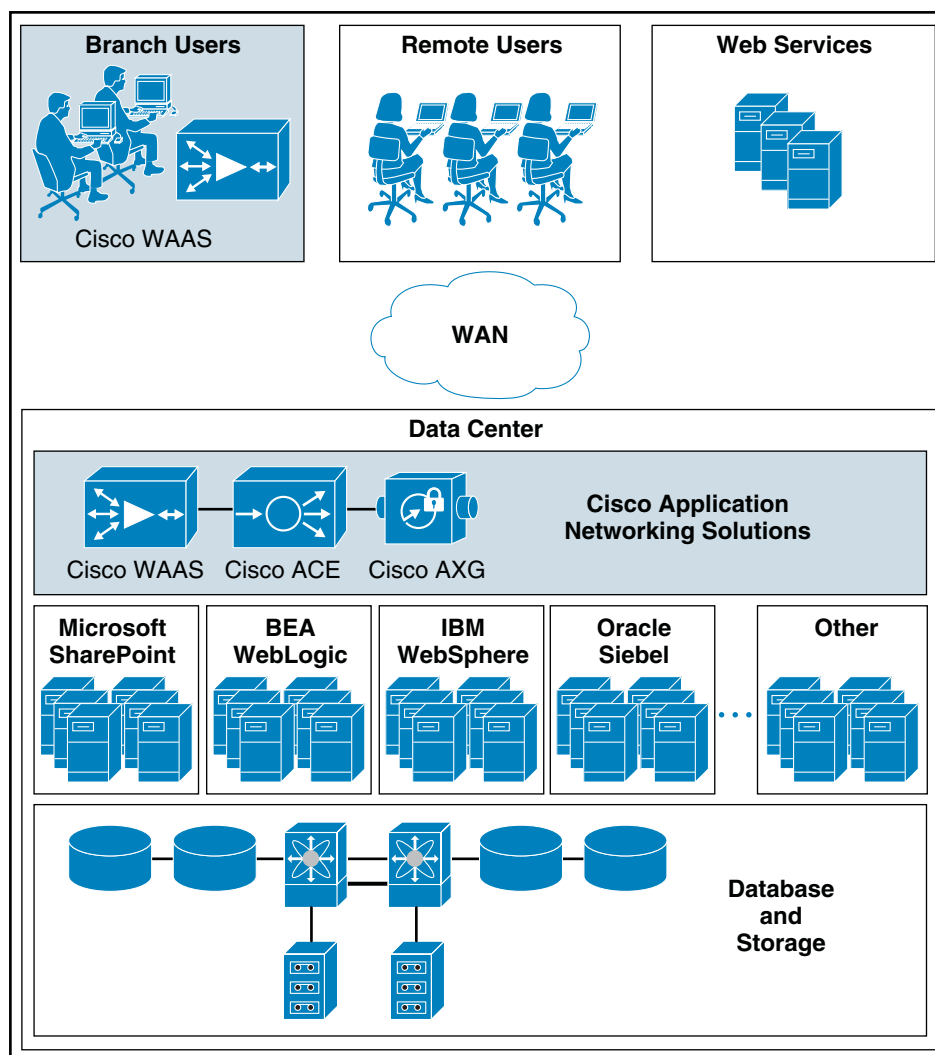 Branch Users
Remote Users
Web Services
Cisco WAAS
WAN
Data Center
Cisco Application
Networking Solutions
Cisco WAAS
Cisco ACE
Cisco AXG
Microsoft
SharePoint
BEA
WebLogic
IBM
WebSphere
Oracle
Siebel
Other
Database
and
Storage